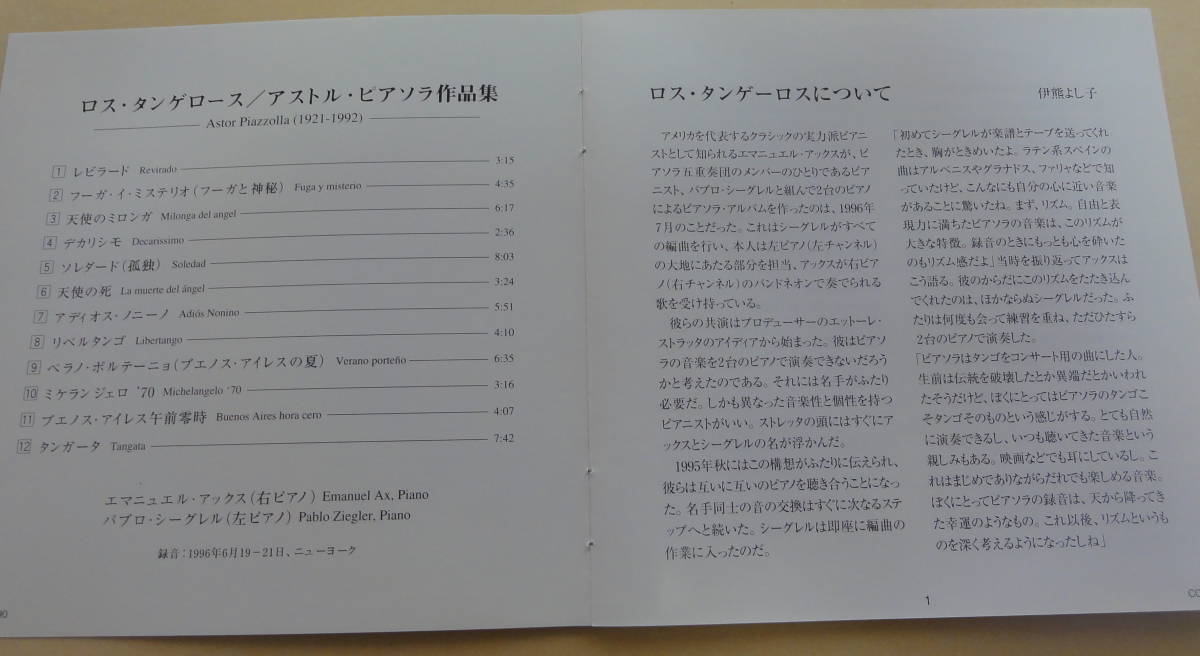 ロス・タンゲロース／アストル・ピアソラ作品集
Astor Piazzolla (1921-1992)
1 レビラード Revirado 3:15
2 フーガ・イ・ミステリオ（フーガと神秘） Fuga y misterio 4:35
3 天使のミロンガ Milonga del angel 6:17
4 デカリシモ Decarissimo 2:36
5 ソレダード（孤独） Soledad 8:03
6 天使の死 La muerte del ángel 3:24
7 アディオス・ノニーノ Adiós Nonino 5:51
8 リベルタンゴ Libertango 4:10
9 ベラノ・ポルテーニョ（ブエノス・アイレスの夏） Verano porteño 6:35
10 ミケランジェロ '70 Michelangelo '70 3:16
11 ブエノス・アイレス午前零時 Buenos Aires hora cero 4:07
12 タンガータ Tangata 7:42
エマニュエル・アックス（右ピアノ） Emanuel Ax, Piano
パブロ・シーグレル（左ピアノ） Pablo Ziegler, Piano
録音：1996年6月19－21日、ニューヨーク
ロス・タンゲーロスについて
伊熊よし子
アメリカを代表するクラシックの実力派ピアニ
ストとして知られるエマニュエル・アックスが、ピ
アソラ五重奏団のメンバーのひとりであるピア
ニスト、パブロ・シーグレルと組んで2台のピアノ
によるピアソラ・アルバムを作ったのは、1996年
7月のことだった。これはシーグレルがすべて
の編曲を行い、本人は左ピアノ（左チャンネル）
の大地にあたる部分を担当、アックスが右ピア
ノ（右チャンネル）のバンドネオンで奏でられる
歌を受け持っている。
彼らの共演はプロデューサーのエットーレ・
ストラッタのアイディアから始まった。彼はピアソ
ラの音楽を2台のピアノで演奏できないだろう
かと考えたのである。それには名手がふたり
必要だ。しかも異なった音楽性と個性を持つ
ピアニストがいい。ストレッタの頭にはすぐにア
ックスとシーグレルの名が浮かんだ。
1995年秋にはこの構想がふたりに伝えられ、
彼らは互いに互いのピアノを聴き合うことになっ
た。名手同士の音の交換はすぐに次なるステ
ップへと続いた。シーグレルは即座に編曲の
作業に入ったのだ。
「初めてシーグレルが楽譜とテープを送ってくれ
たとき、胸がときめいたよ。ラテン系スペインの
曲はアルベニスやグラナドス、ファリャなどで知
っていたけど、こんなにも自分の心に近い音楽
があることに驚いたね。まず、リズム。自由と表
現力に満ちたピアソラの音楽は、このリズムが
大きな特徴。録音のときにもっとも心を砕いた
のもリズム感だよ」当時を振り返ってアックスは
こう語る。彼のからだにこのリズムをたたき込ん
でくれたのは、ほかならぬシーグレルだった。ふ
たりは何度も会って練習を重ね、ただひたすら
2台のピアノで演奏した。
「ピアソラはタンゴをコンサート用の曲にした人。
生前は伝統を破壊したとか異端だとかいわれ
たそうだけど、ぼくにとってはピアソラのタンゴこ
そタンゴそのものという感じがする。とても自然
に演奏できるし、いつも聴いてきた音楽という
親しみもある。映画などでも耳にしているし。こ
れはまじめでありながらだれでも楽しめる音楽。
ぼくにとってピアソラの録音は、天から降ってき
た幸運のようなもの。これ以後、リズムというも
のを深く考えるようになったしね」
1